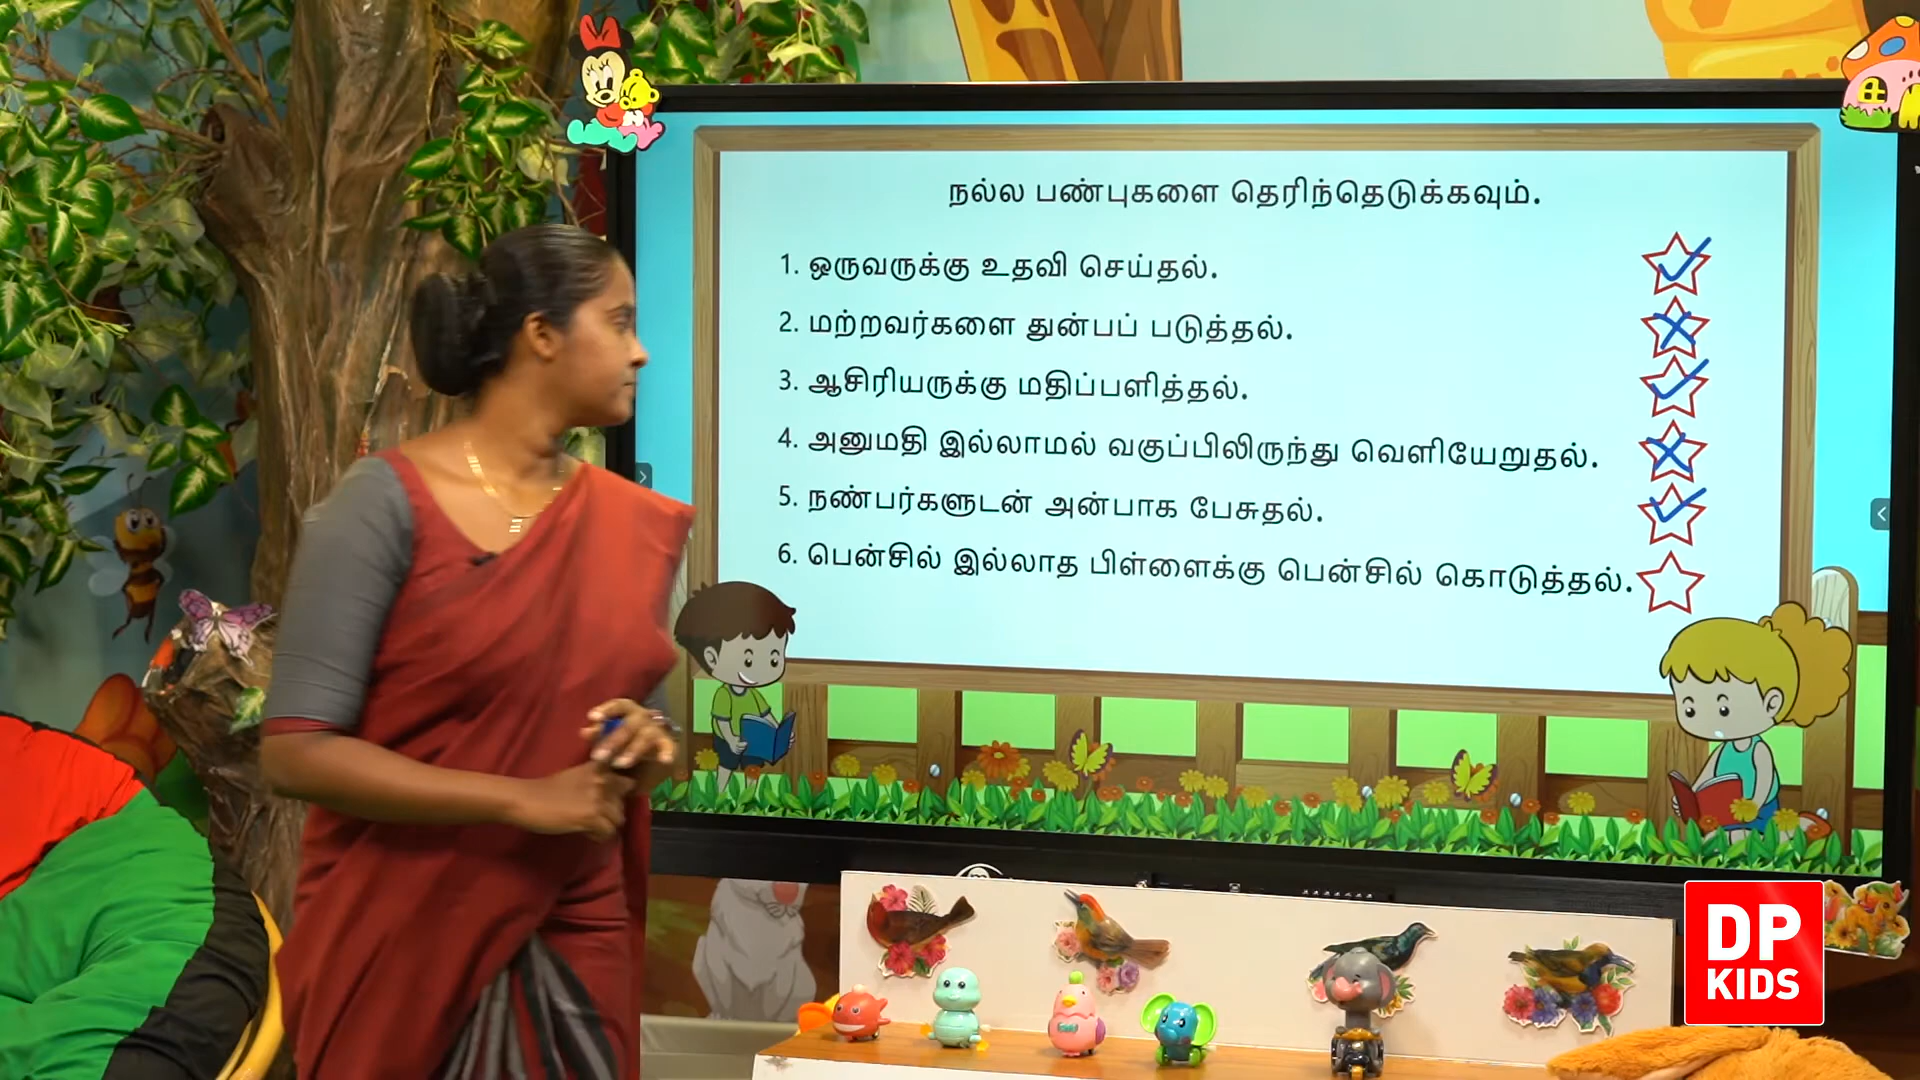 நல்ல பண்புகளை தெரிந்தெடுக்கவும்.
1. ஒருவருக்கு உதவி செய்தல்.
2. மற்றவர்களை துன்பப் படுத்தல்.
3. ஆசிரியருக்கு மதிப்பளித்தல்.
4. அனுமதி இல்லாமல் வகுப்பிலிருந்து வெளியேறுதல்.
5. நண்பர்களுடன் அன்பாக பேசுதல்.
6. பென்சில் இல்லாத பிள்ளைக்கு பென்சில் கொடுத்தல்.
DP
KIDS